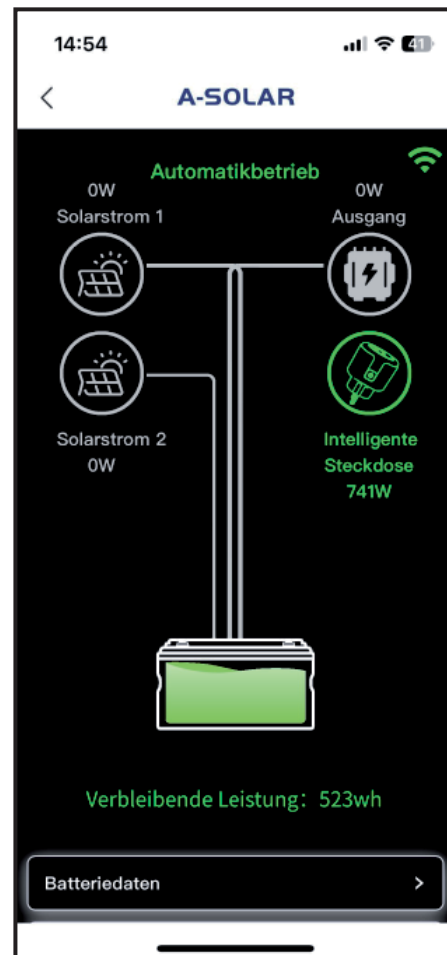 14:54
41
A-SOLAR
Automatikbetrieb
0W
Solarstrom 1
0W
Ausgang
Solarstrom 2
0W
Intelligente
Steckdose
741W
Verbleibende Leistung: 523wh
Batteriedaten